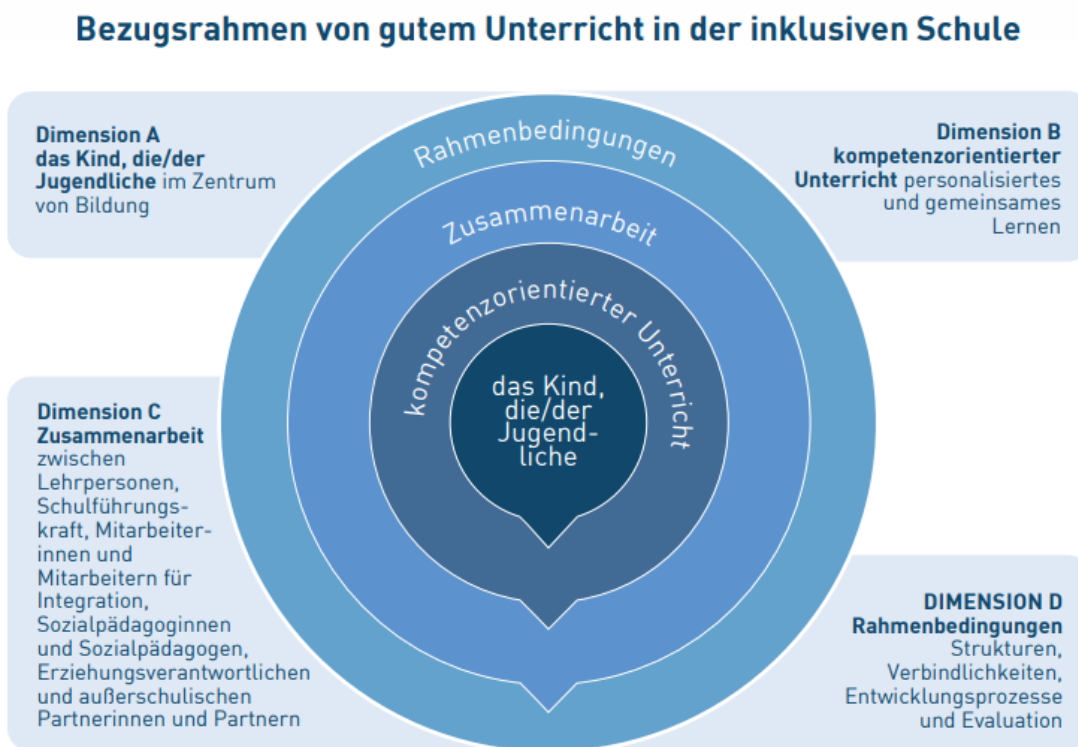 Bezugsrahmen von gutem Unterricht in der inklusiven Schule
Dimension A
das Kind, die/der
Jugendliche im Zentrum
von Bildung
Dimension B
kompetenzorientierter
Unterricht personalisiertes
und gemeinsames
Lernen
Rahmenbedingungen
Zusammenarbeit
kompetenzorientierter Unterricht
das Kind,
die/der
Jugend-
liche
Dimension C
Zusammenarbeit
zwischen
Lehrpersonen,
Schulführungs-
kraft, Mitarbeiter-
innen und
Mitarbeitern für
Integration,
Sozialpädagoginnen
und Sozialpädagogen,
Erziehungsverantwortlichen
und außerschulischen
Partnerinnen und Partnern
DIMENSION D
Rahmenbedingungen
Strukturen,
Verbindlichkeiten,
Entwicklungsprozesse
und Evaluation